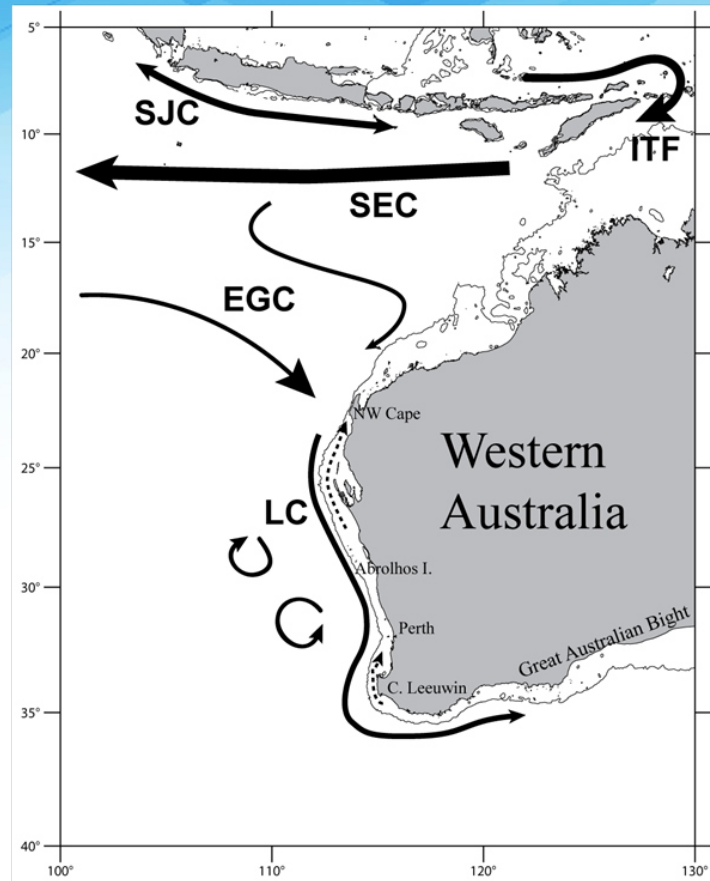 5°
10°
15°
20°
25°
30°
35°
40°
100°
110°
120°
130°
SJC
ITF
SEC
EGC
NW Cape
Western
Australia
LC
Abrolhos I.
Perth
Great Australian Bight
C. Leeuwin